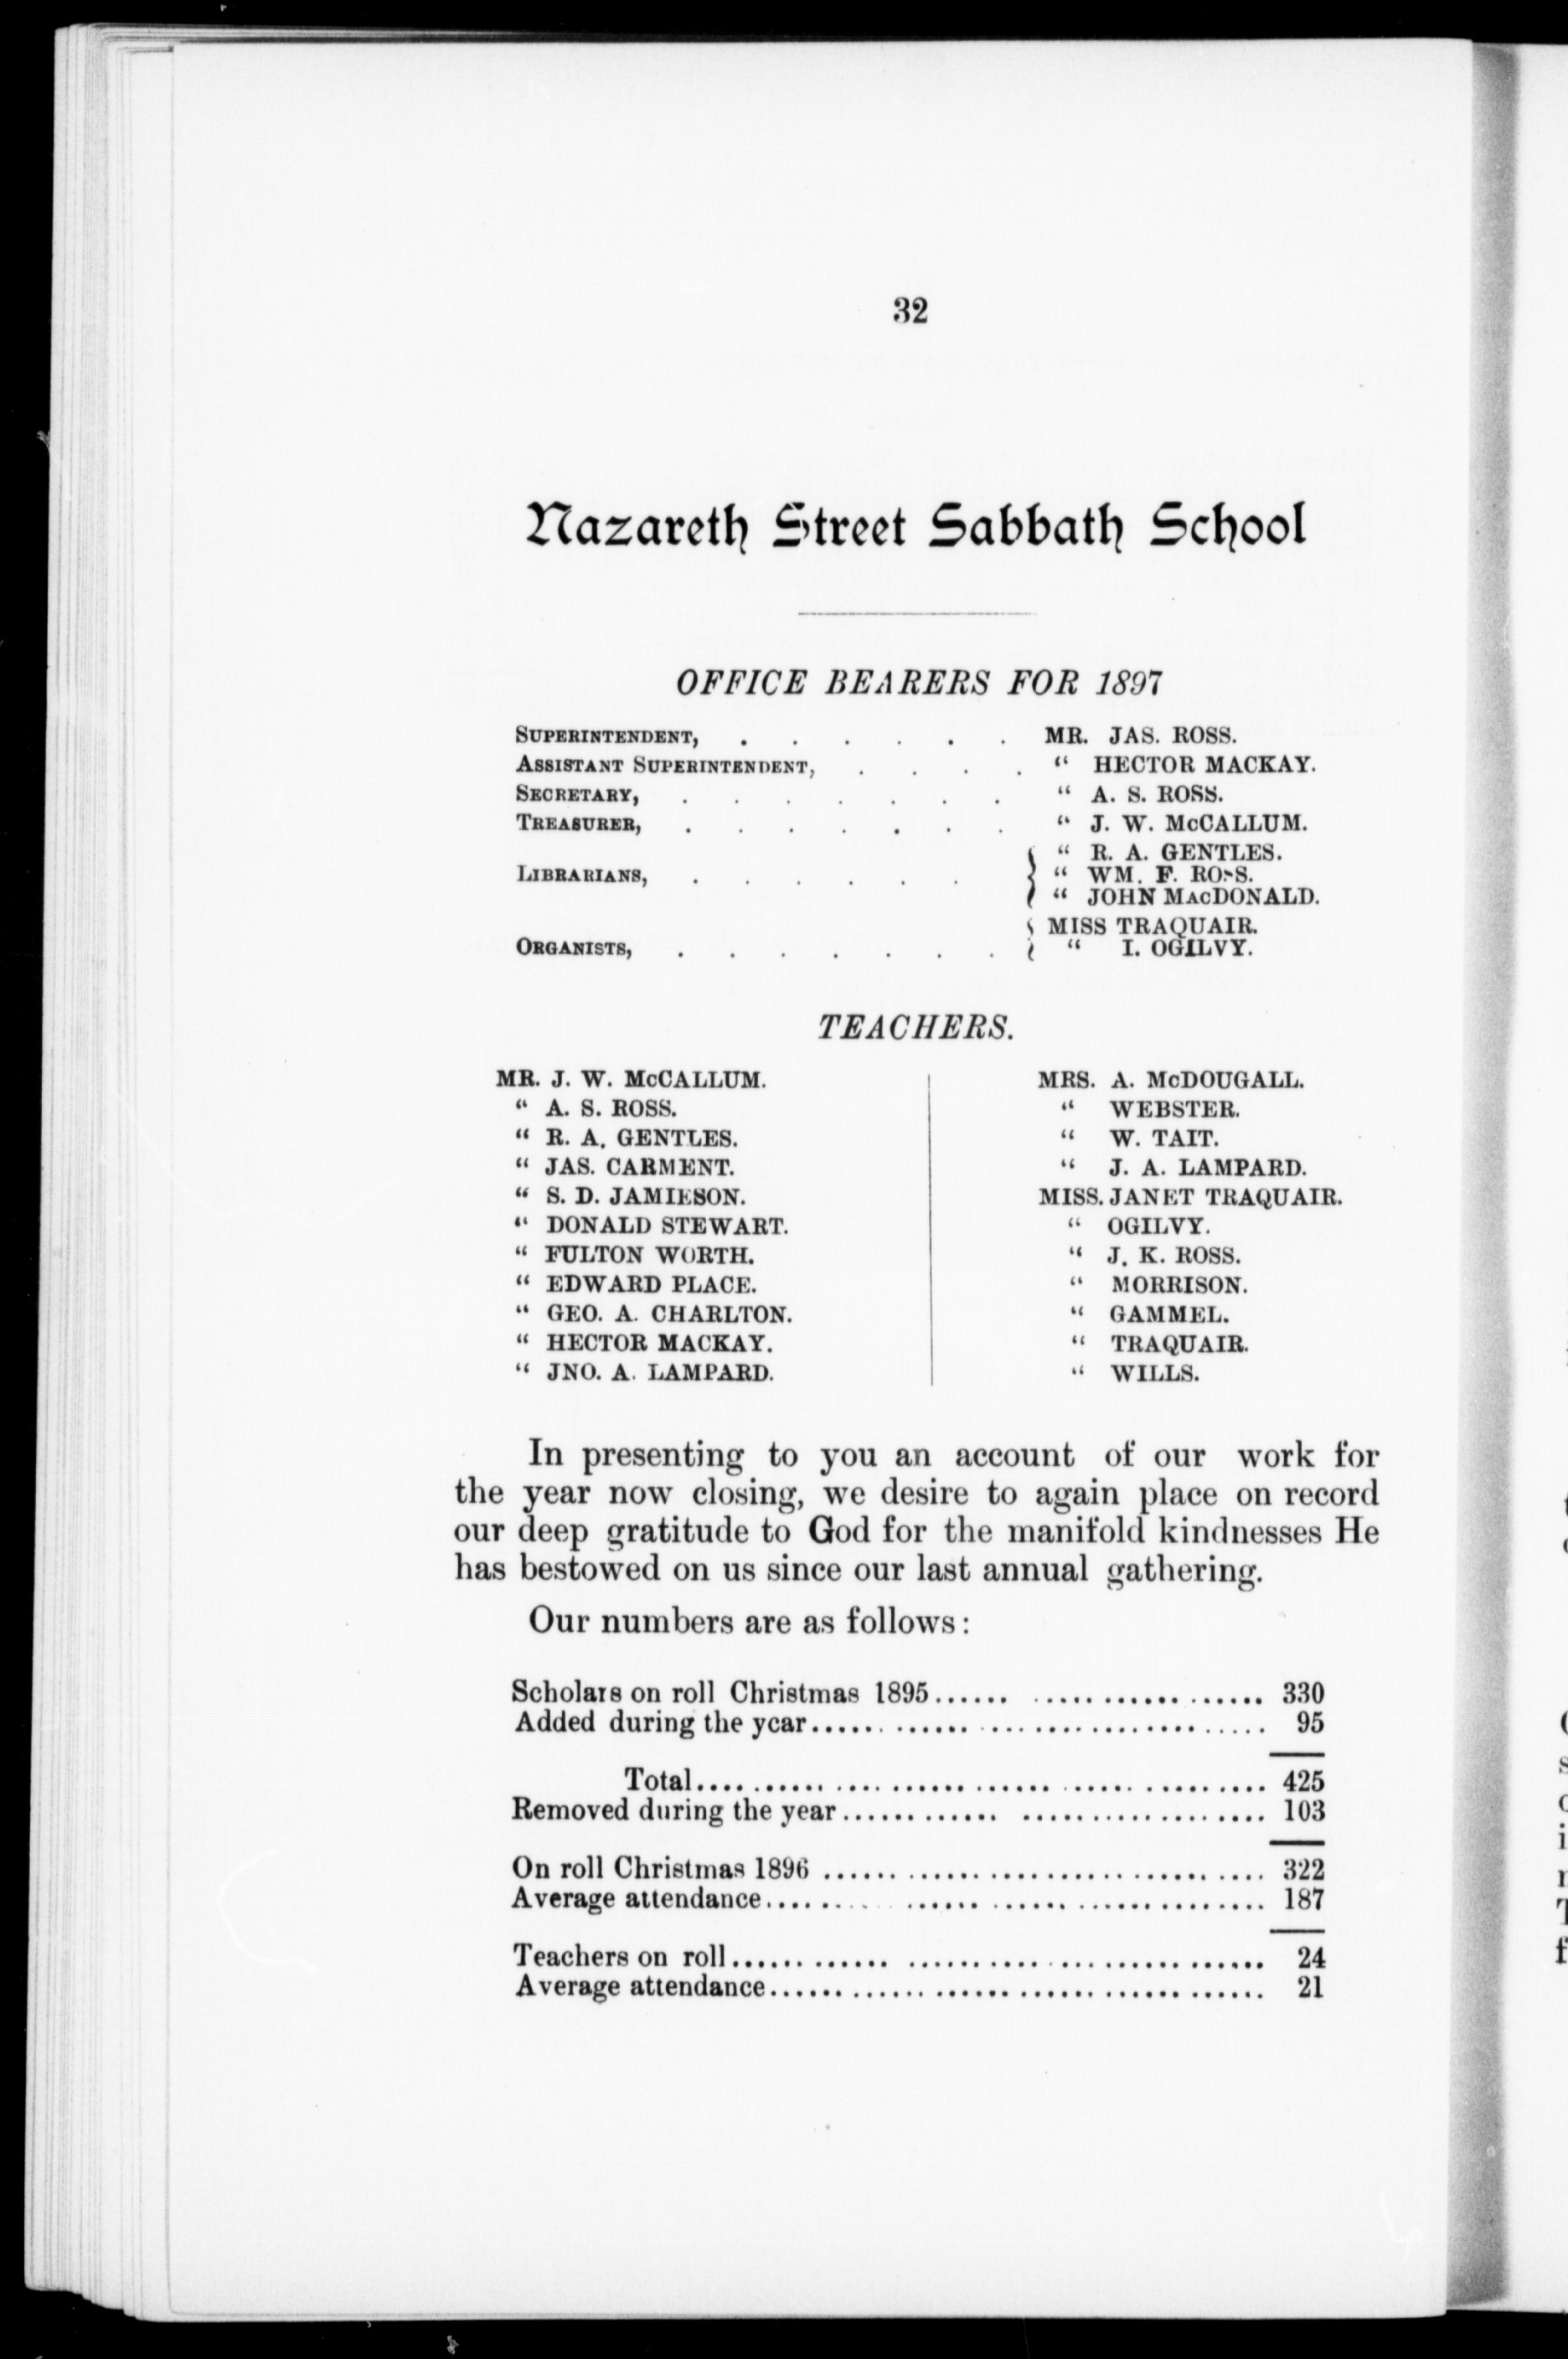 32
Nazareth Street Sabbath School
OFFICE BEARERS FOR 1897
SUPERINTENDENT, . . . . . . MR. JAS. ROSS.
ASSISTANT SUPERINTENDENT, . . . . “ HECTOR MACKAY.
SECRETARY, . . . . . . . “ A. S. ROSS.
TREASURER, . . . . . . . “ J. W. McCALLUM.
“ R. A. GENTLES.
LIBRARIANS, . . . . . . “ WM. F. ROSS.
“ JOHN MacDONALD.
MISS TRAQUAIR.
ORGANISTS, . . . . . . . “ I. OGILVY.
TEACHERS.
MR. J. W. McCALLUM.
“ A. S. ROSS.
“ R. A. GENTLES.
“ JAS. CARMENT.
“ S. D. JAMIESON.
“ DONALD STEWART.
“ FULTON WORTH.
“ EDWARD PLACE.
“ GEO. A. CHARLTON.
“ HECTOR MACKAY.
“ JNO. A. LAMPARD.
MRS. A. McDOUGALL.
“ WEBSTER.
“ W. TAIT.
“ J. A. LAMPARD.
MISS. JANET TRAQUAIR.
“ OGILVY.
“ J. K. ROSS.
“ MORRISON.
“ GAMMEL.
“ TRAQUAIR.
“ WILLS.
In presenting to you an account of our work for
the year now closing, we desire to again place on record
our deep gratitude to God for the manifold kindnesses He
has bestowed on us since our last annual gathering.
Our numbers are as follows:
Scholars on roll Christmas 1895...... 330
Added during the year...... 95
Total...... 425
Removed during the year...... 103
On roll Christmas 1896 ...... 322
Average attendance...... 187
Teachers on roll...... 24
Average attendance...... 21